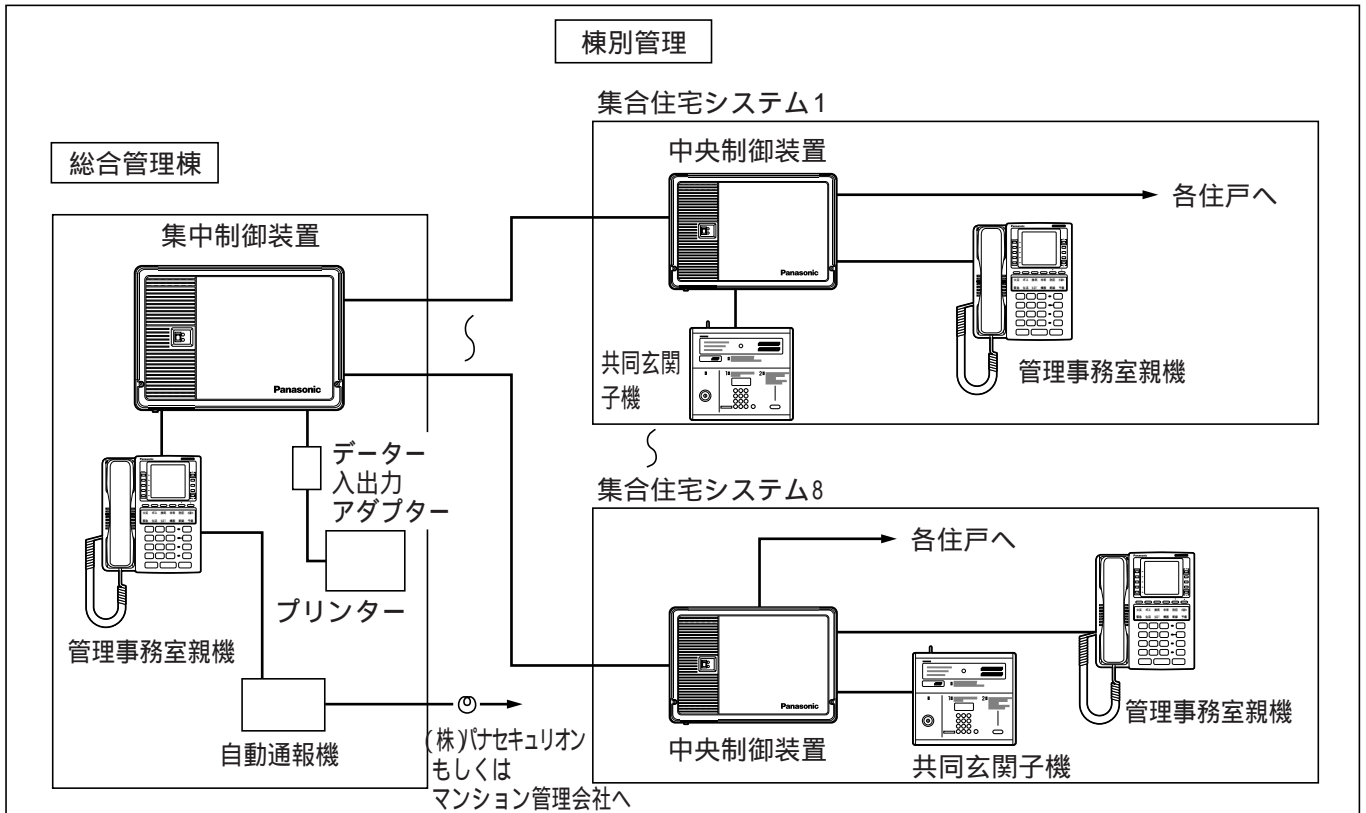 棟別管理
集合住宅システム1
中央制御装置
各住戸へ
総合管理棟
集中制御装置
Panasonic
共同玄関
子機
管理事務室親機
Panasonic
データー
入出力
アダプター
プリンター
管理事務室親機
自動通報機
(株)パナセキュリオン
もしくは
マンション管理会社へ
集合住宅システム8
各住戸へ
Panasonic
中央制御装置
共同玄関子機
管理事務室親機